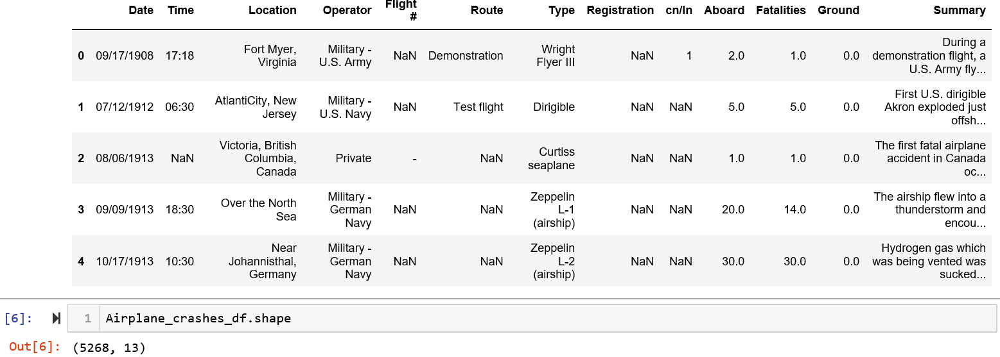 Date Time Location Operator Flight # Route Type Registration cn/In Aboard Fatalities Ground Summary
0 09/17/1908 17:18 Fort Myer, Virginia Military - U.S. Army NaN Demonstration Wright Flyer III NaN 1 2.0 1.0 0.0 During a demonstration flight, a U.S. Army fly...
1 07/12/1912 06:30 AtlantiCity, New Jersey Military - U.S. Navy NaN Test flight Dirigible NaN NaN 5.0 5.0 0.0 First U.S. dirigible Akron exploded just offsh...
2 08/06/1913 NaN Victoria, British Columbia, Canada Private - NaN Curtiss seaplane NaN NaN 1.0 1.0 0.0 The first fatal airplane accident in Canada oc...
3 09/09/1913 18:30 Over the North Sea Military - German Navy NaN NaN Zeppelin L-1 (airship) NaN NaN 20.0 14.0 0.0 The airship flew into a thunderstorm and encou...
4 10/17/1913 10:30 Near Johannisthal, Germany Military - German Navy NaN NaN Zeppelin L-2 (airship) NaN NaN 30.0 30.0 0.0 Hydrogen gas which was being vented was sucked...
[6]: 1 Airplane_crashes_df.shape
Out[6]: (5268, 13)